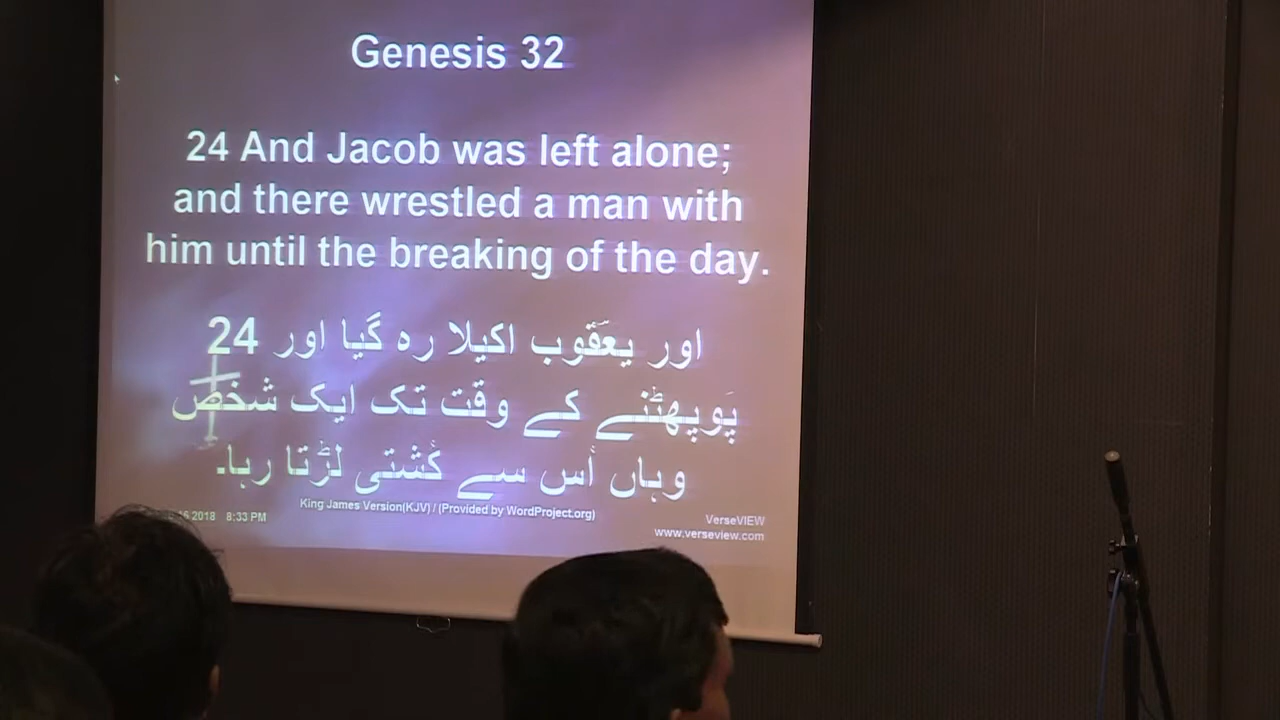 Genesis 32
24 And Jacob was left alone;
and there wrestled a man with
him until the breaking of the day.
24 اور یعقوب اکیلا رہ گیا اور
پَوپھٹنے کے وقت تک ایک شخص
وہاں اُس سے کُشتی لڑتا رہا۔
King James Version(KJV) / (Provided by WordProject.org)
2018 8:33 PM
VerseVIEW
www.verseview.com